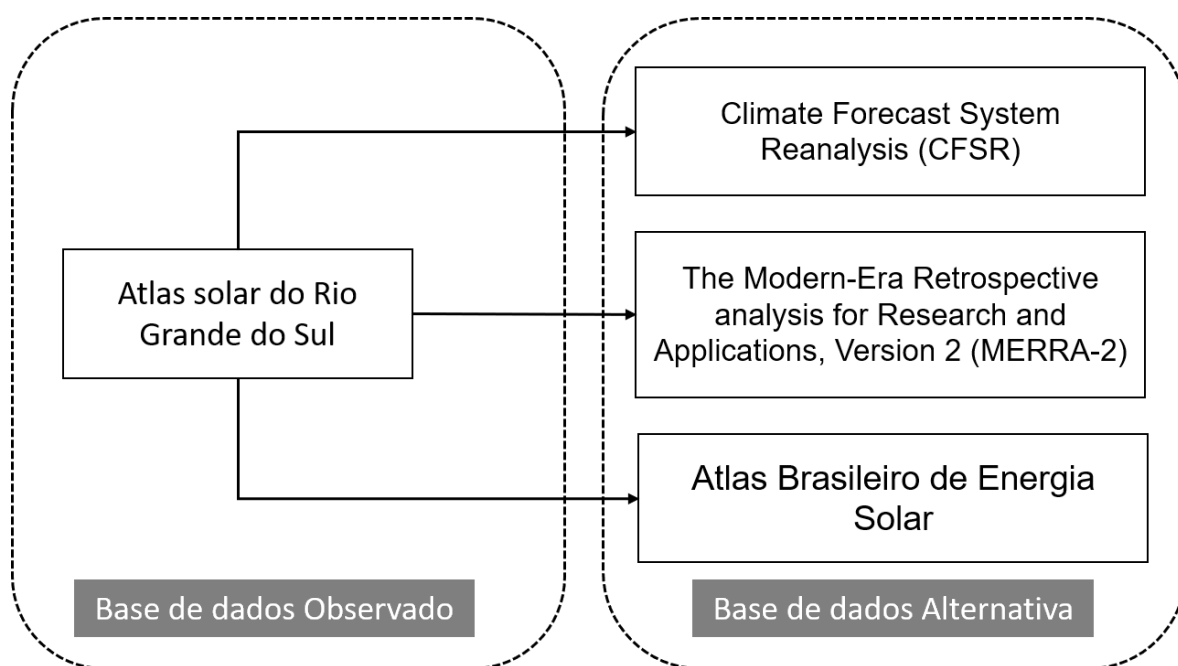 Atlas solar do Rio
Grande do Sul
Base de dados Observado
Climate Forecast System
Reanalysis (CFSR)
The Modern-Era Retrospective
analysis for Research and
Applications, Version 2 (MERRA-2)
Atlas Brasileiro de Energia
Solar
Base de dados Alternativa